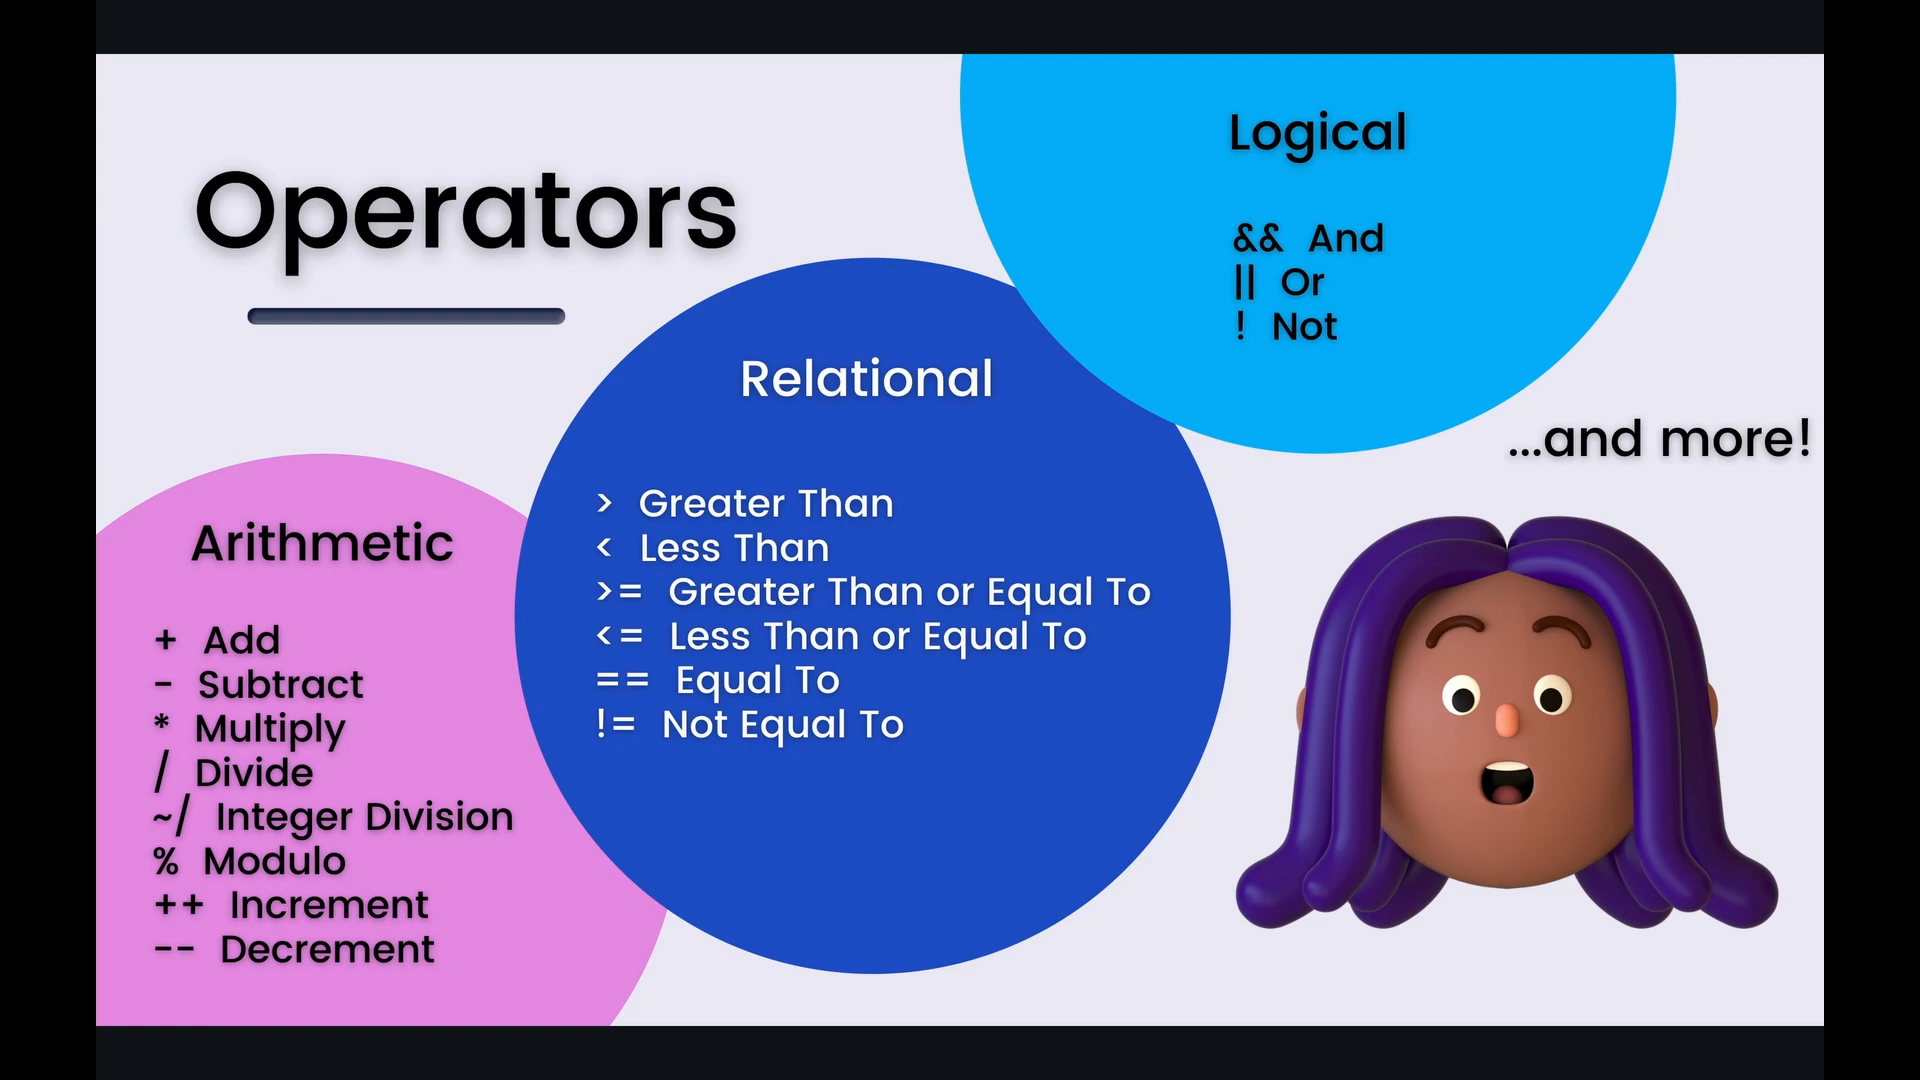 Operators
Arithmetic
+ Add
- Subtract
* Multiply
/ Divide
~/ Integer Division
% Modulo
++ Increment
-- Decrement
Relational
> Greater Than
< Less Than
>= Greater Than or Equal To
<= Less Than or Equal To
== Equal To
!= Not Equal To
Logical
&& And
|| Or
! Not
...and more!